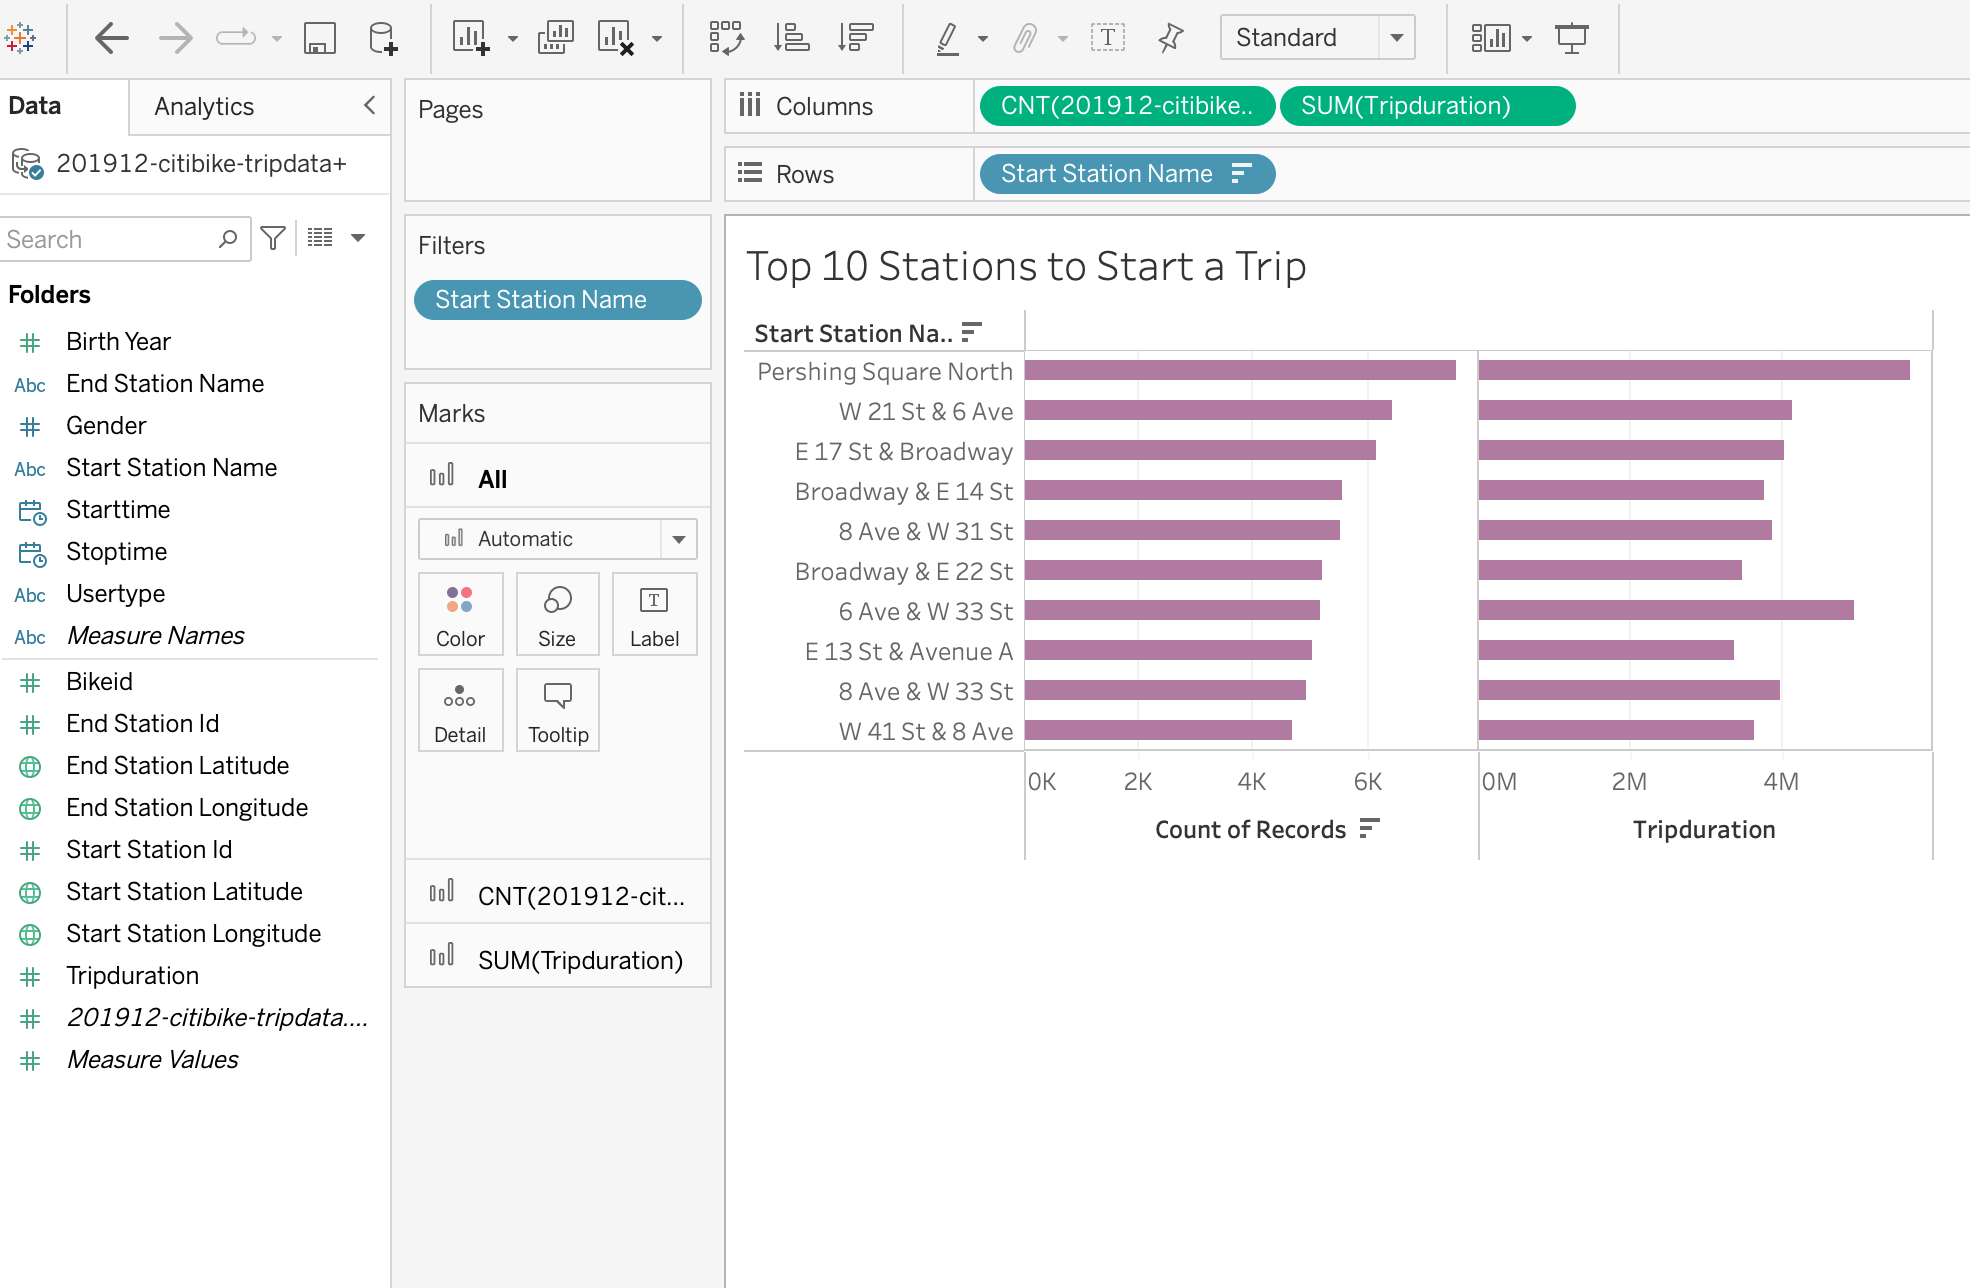 Standard
Data
Analytics
201912-citibike-tripdata+
Search
Folders
Birth Year
Abc End Station Name
Gender
Abc Start Station Name
Starttime
Stoptime
Abc Usertype
Abc Measure Names
Bikeid
End Station Id
End Station Latitude
End Station Longitude
Start Station Id
Start Station Latitude
Start Station Longitude
Tripduration
201912-citibike-tripdata....
Measure Values
Pages
Filters
Start Station Name
Marks
All
Automatic
Color
Size
T
Label
Detail
Tooltip
CNT(201912-cit...
SUM(Tripduration)
Columns
CNT(201912-citibike..
SUM(Tripduration)
Rows
Start Station Name
Top 10 Stations to Start a Trip
Start Station Na..
Pershing Square North
W 21 St & 6 Ave
E 17 St & Broadway
Broadway & E 14 St
8 Ave & W 31 St
Broadway & E 22 St
6 Ave & W 33 St
E 13 St & Avenue A
8 Ave & W 33 St
W 41 St & 8 Ave
0K 2K 4K 6K
0M 2M 4M
Count of Records
Tripduration